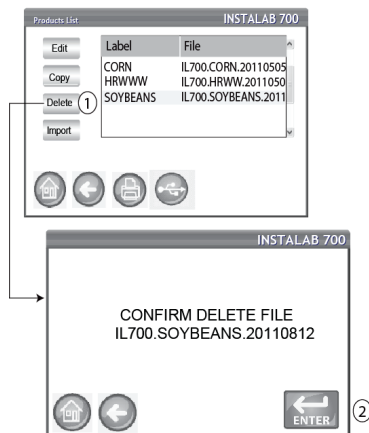 Products List
INSTALAB 700
Edit
Copy
Delete 1
Import
Label File
CORN IL700.CORN.20110505
HRWWW IL700.HRWW.2011050
SOYBEANS IL700.SOYBEANS.2011
INSTALAB 700
CONFIRM DELETE FILE
IL700.SOYBEANS.20110812
ENTER
2